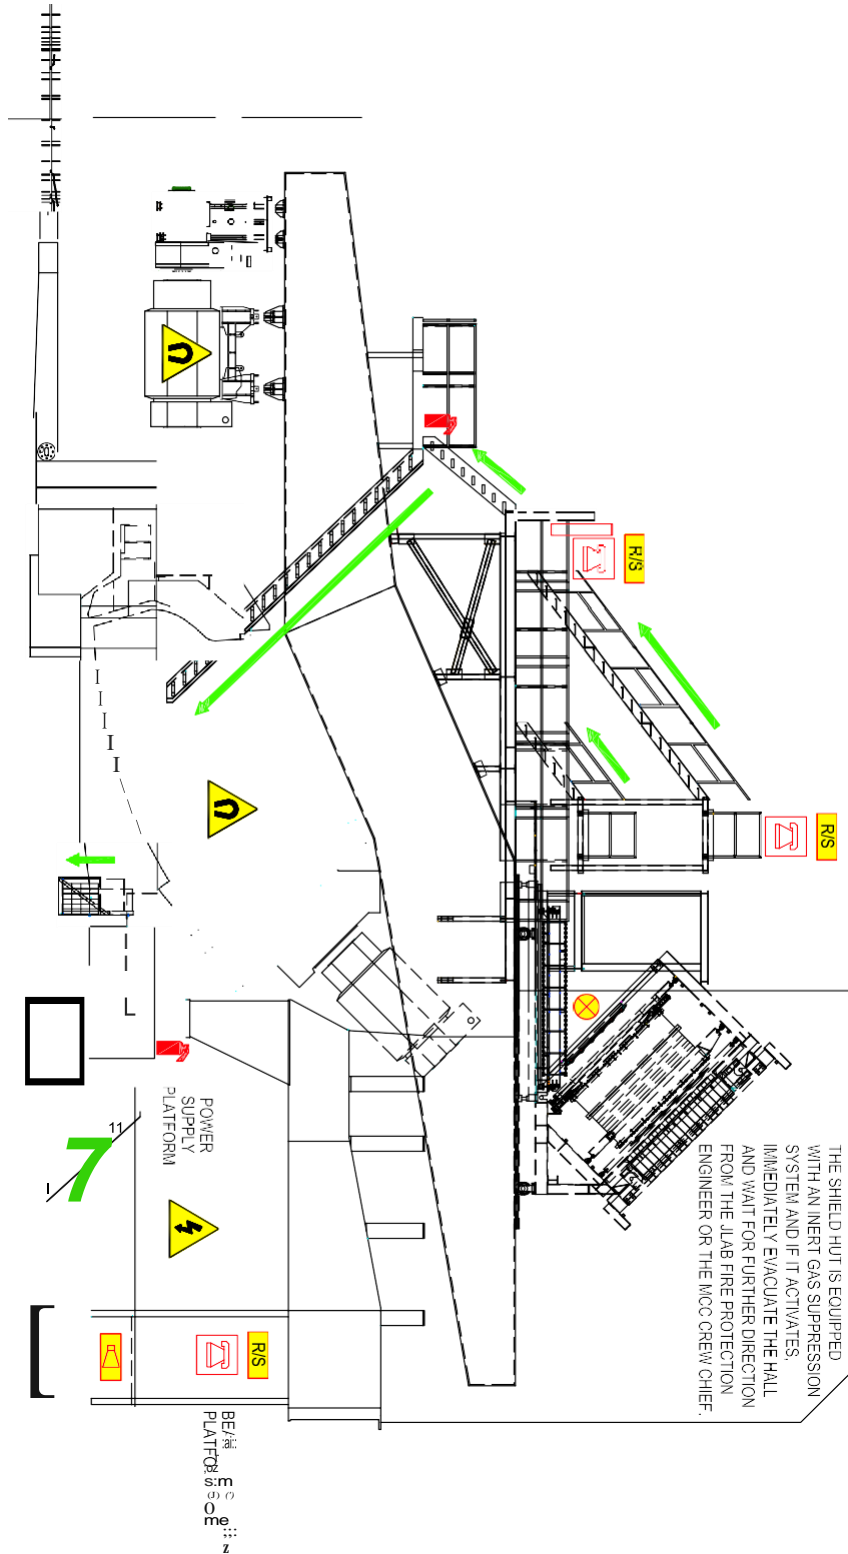 THE SHIELD HUT IS EQUIPPED
WITH AN INERT GAS SUPPRESSION
SYSTEM AND IF IT ACTIVATES,
IMMEDIATELY EVACUATE THE HALL
AND WAIT FOR FURTHER DIRECTION
FROM THE JLAB FIRE PROTECTION
ENGINEER OR THE MCC CREW CHIEF.
R/S
R/S
R/S
POWER
SUPPLY
PLATFORM
11
7